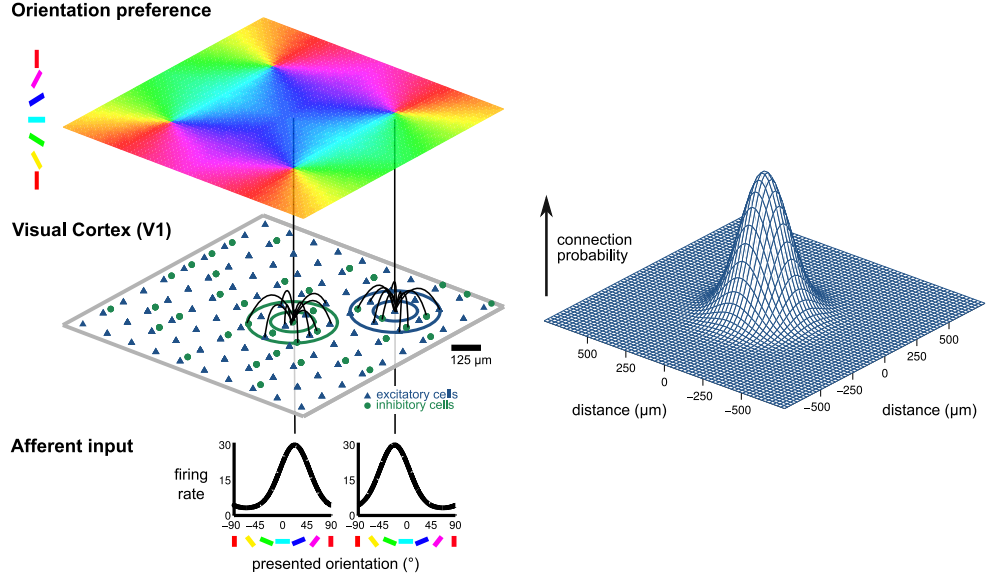 Orientation preference
Visual Cortex (V1)
125 µm
excitatory cells
inhibitory cells
Afferent input
firing
rate
30
15
0
−90 −45 0 45 90
30
15
0
−90 −45 0 45 90
presented orientation (°)
connection
probability
500
250
0
−250
−500
distance (µm)
500
250
0
−250
−500
distance (µm)